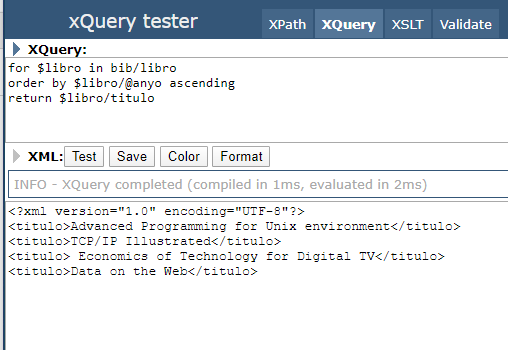 xQuery tester
XPath XQuery XSLT Validate
XQuery:
for $libro in bib/libro
order by $libro/@anyo ascending
return $libro/titulo
XML: Test Save Color Format
INFO - XQuery completed (compiled in 1ms, evaluated in 2ms)
<?xml version="1.0" encoding="UTF-8"?>
<titulo>Advanced Programming for Unix environment</titulo>
<titulo>TCP/IP Illustrated</titulo>
<titulo> Economics of Technology for Digital TV</titulo>
<titulo>Data on the Web</titulo>